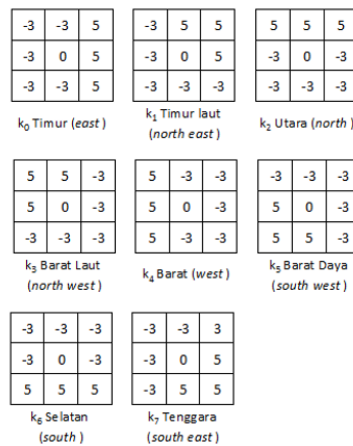 -3 -3 5
-3 0 5
-3 -3 5
k₀ Timur (east)
-3 5 5
-3 0 5
-3 -3 -3
k₁ Timur laut
(north east)
5 5 5
-3 0 -3
-3 -3 -3
k₂ Utara (north)
5 5 -3
5 0 -3
-3 -3 -3
k₃ Barat Laut
(north west)
5 -3 -3
5 0 -3
5 -3 -3
k₄ Barat (west)
-3 -3 -3
5 0 -3
5 5 -3
k₅ Barat Daya
(south west)
-3 -3 -3
-3 0 -3
5 5 5
k₆ Selatan
(south)
-3 -3 3
-3 0 5
-3 5 5
k₇ Tenggara
(south east)